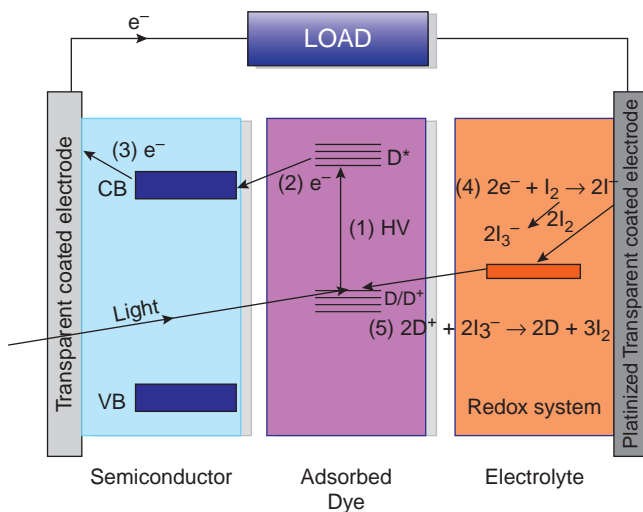 e⁻
LOAD
Transparent coated electrode
(3) e⁻
CB
(2) e⁻
D*
(4) 2e⁻ + I₂ → 2I⁻
2I₂
2I₃⁻
(1) HV
D/D⁺
Light
(5) 2D⁺ + 2I3⁻ → 2D + 3I₂
VB
Redox system
Platinized Transparent coated electrode
Semiconductor
Adsorbed
Dye
Electrolyte